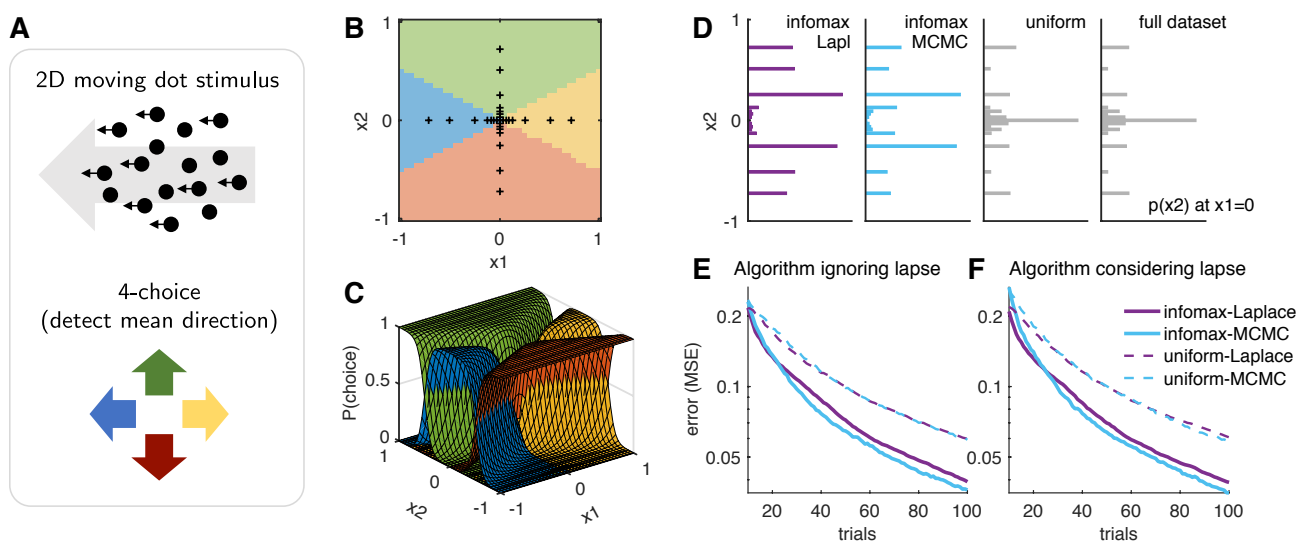 A
2D moving dot stimulus
4-choice
(detect mean direction)
B
1
0
-1
x2
-1
0
1
x1
C
1
0.5
0
P(choice)
1
0
-1
x2
-1
0
1
x1
D
1
0
-1
x2
infomax
Lapl
infomax
MCMC
uniform
full dataset
p(x2) at x1=0
E
Algorithm ignoring lapse
0.2
0.1
0.05
error (MSE)
20
40
60
80
100
trials
F
Algorithm considering lapse
0.2
0.1
0.05
20
40
60
80
100
trials
infomax-Laplace
infomax-MCMC
uniform-Laplace
uniform-MCMC